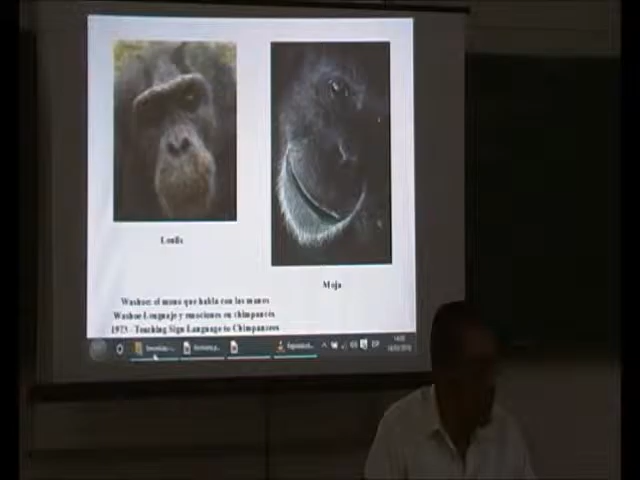 Loulis
Moja
Washoe: el mono que habla con las manos
Washoe-Lenguaje y emociones en chimpancés
1973 - Teaching Sign Language to Chimpanzees